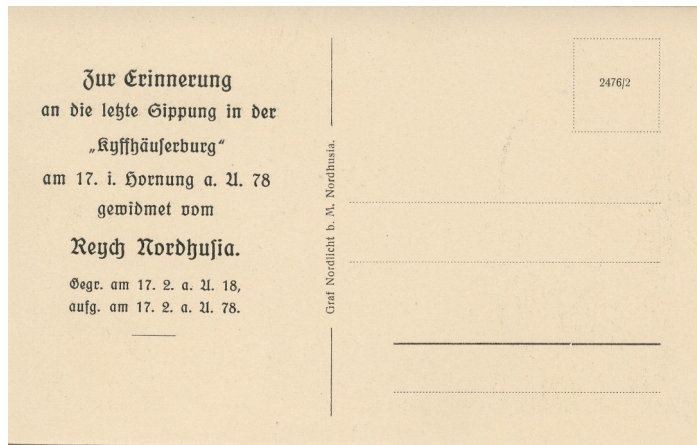 Zur Erinnerung
an die letzte Sippung in der
„Kyffhäuserburg“
am 17. i. Hornung a. U. 78
gewidmet vom
Reych Nordhusia.
Gegr. am 17. 2. a. U. 18,
aufg. am 17. 2. a. U. 78.
Graf Nordlicht b. M. Nordhusia.
2476/2